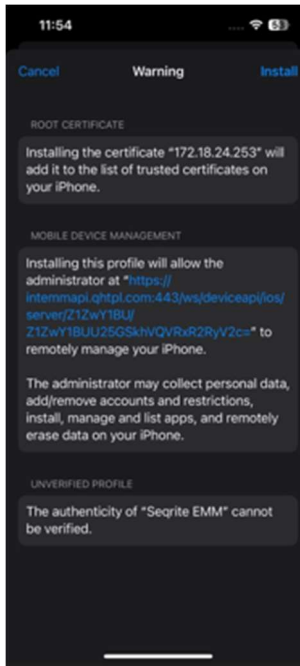 11:54
Cancel Warning Install
ROOT CERTIFICATE
Installing the certificate "172.18.24.253" will
add it to the list of trusted certificates on
your iPhone.
MOBILE DEVICE MANAGEMENT
Installing this profile will allow the
administrator at "https://
intemmapi.qhtpl.com:443/ws/deviceapi/ios/
server/Z1ZwY1BU/
Z1ZwY1BUU25GSkhVQVRxR2RyV2c=" to
remotely manage your iPhone.
The administrator may collect personal data,
add/remove accounts and restrictions,
install, manage and list apps, and remotely
erase data on your iPhone.
UNVERIFIED PROFILE
The authenticity of "Seqrite EMM" cannot
be verified.